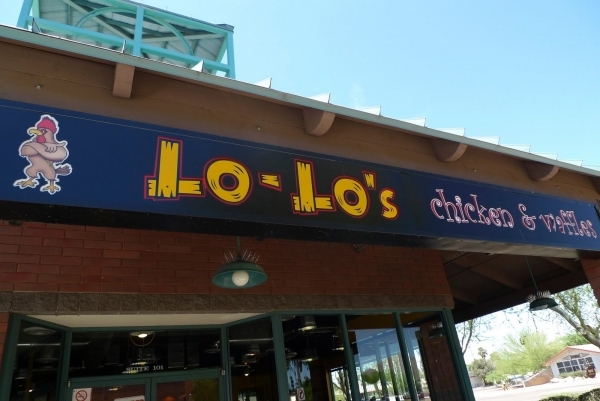 Lo-Lo's chicken & waffles
SUITE 101